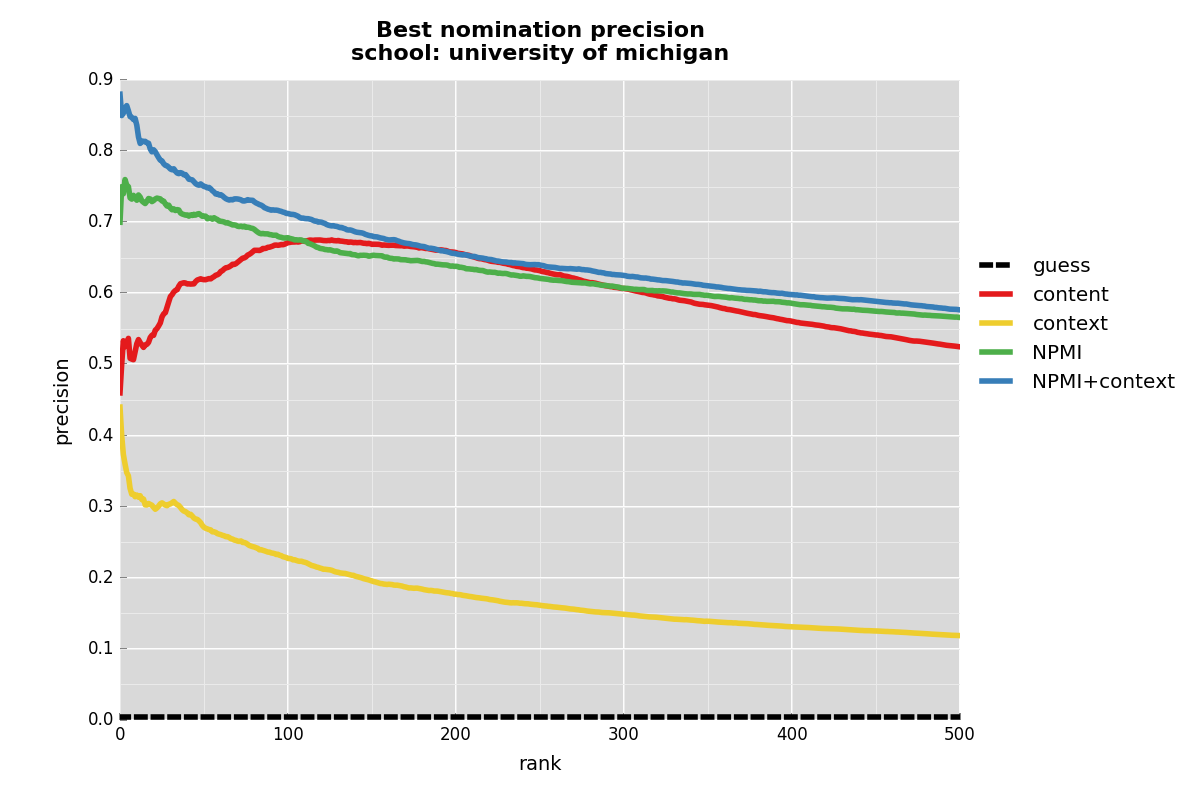 Best nomination precision
school: university of michigan
precision
0.9
0.8
0.7
0.6
0.5
0.4
0.3
0.2
0.1
0.0
0 100 200 300 400 500
rank
guess
content
context
NPMI
NPMI+context